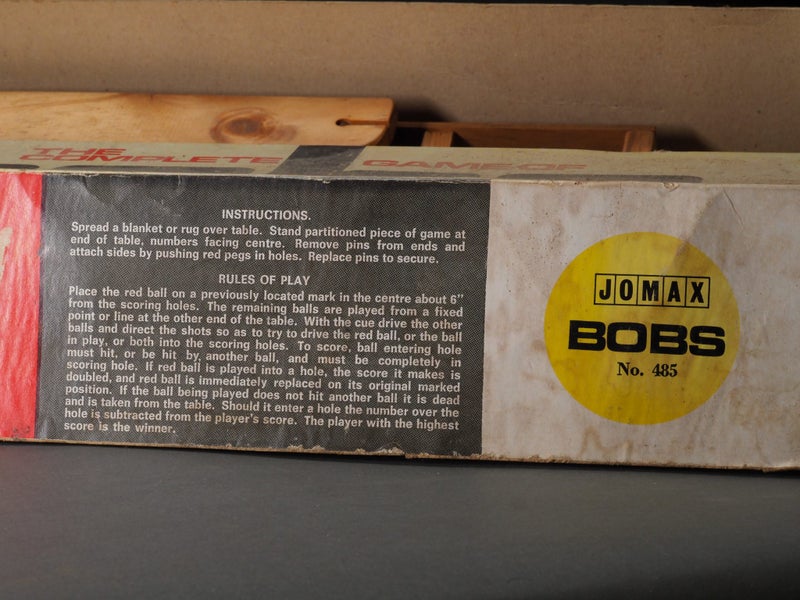 THE
COMPLETE
GAME OF
INSTRUCTIONS.
Spread a blanket or rug over table. Stand partitioned piece of game at
end of table, numbers facing centre. Remove pins from ends and
attach sides by pushing red pegs in holes. Replace pins to secure.
RULES OF PLAY
Place the red ball on a previously located mark in the centre about 6"
from the scoring holes. The remaining balls are played from a fixed
point or line at the other end of the table. With the cue drive the other
balls and direct the shots so as to try to drive the red ball, or the ball
in play, or both into the scoring holes. To score, ball entering hole
must hit, or be hit by another ball, and must be completely in
scoring hole. If red ball is played into a hole, the score it makes is
doubled, and red ball is immediately replaced on its original marked
position. If the ball being played does not hit another ball it is dead
and is taken from the table. Should it enter a hole the number over the
hole is subtracted from the player's score. The player with the highest
score is the winner.
JOMAX
BOBS
No. 485